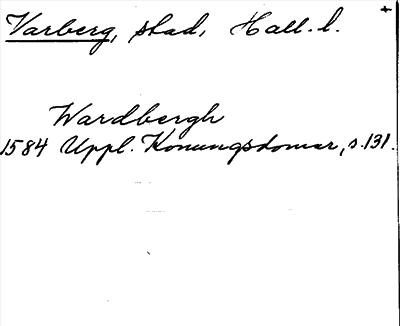 Varberg, stad, Hall. l. +
Wardbergh
1584 Uppl. Konungsdomar, s. 131.